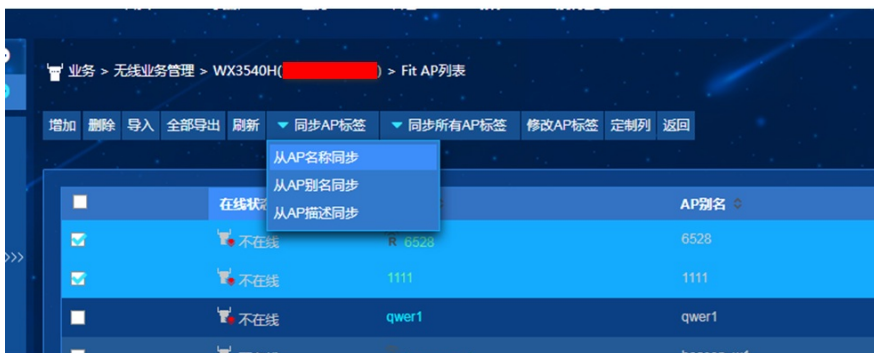 业务 > 无线业务管理 > WX3540H( ) > Fit AP列表
增加 删除 导入 全部导出 刷新 同步AP标签 同步所有AP标签 修改AP标签 定制列 返回
从AP名称同步
从AP别名同步
从AP描述同步
在线状态 AP别名
不在线 R 6528 6528
不在线 1111 1111
不在线 qwer1 qwer1
>>>